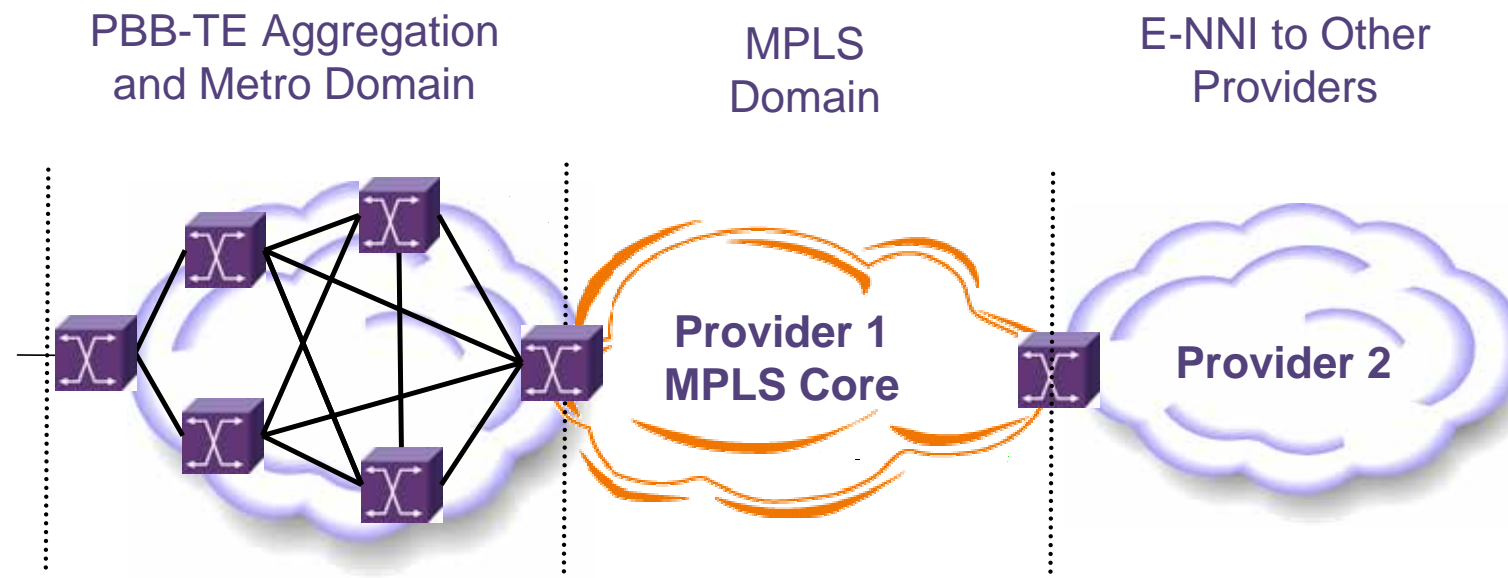 PBB-TE Aggregation
and Metro Domain
MPLS
Domain
E-NNI to Other
Providers
Provider 1
MPLS Core
Provider 2